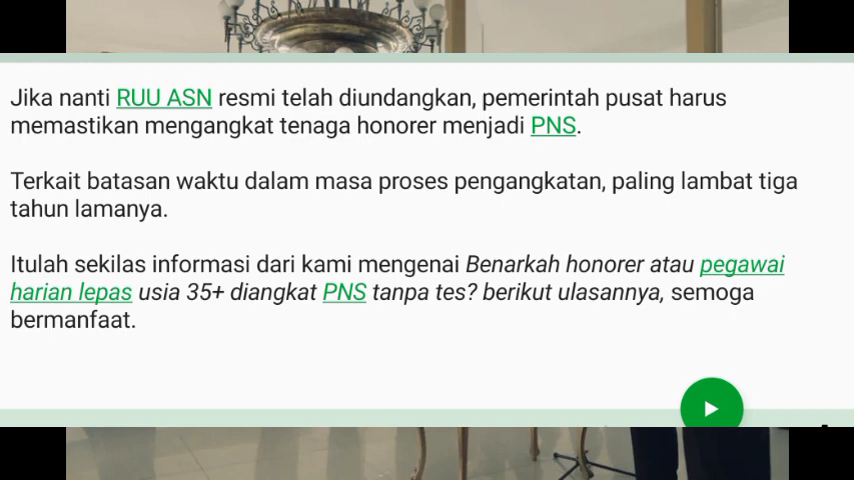 Jika nanti RUU ASN resmi telah diundangkan, pemerintah pusat harus
memastikan mengangkat tenaga honorer menjadi PNS.
Terkait batasan waktu dalam masa proses pengangkatan, paling lambat tiga
tahun lamanya.
Itulah sekilas informasi dari kami mengenai Benarkah honorer atau pegawai
harian lepas usia 35+ diangkat PNS tanpa tes? berikut ulasannya, semoga
bermanfaat.